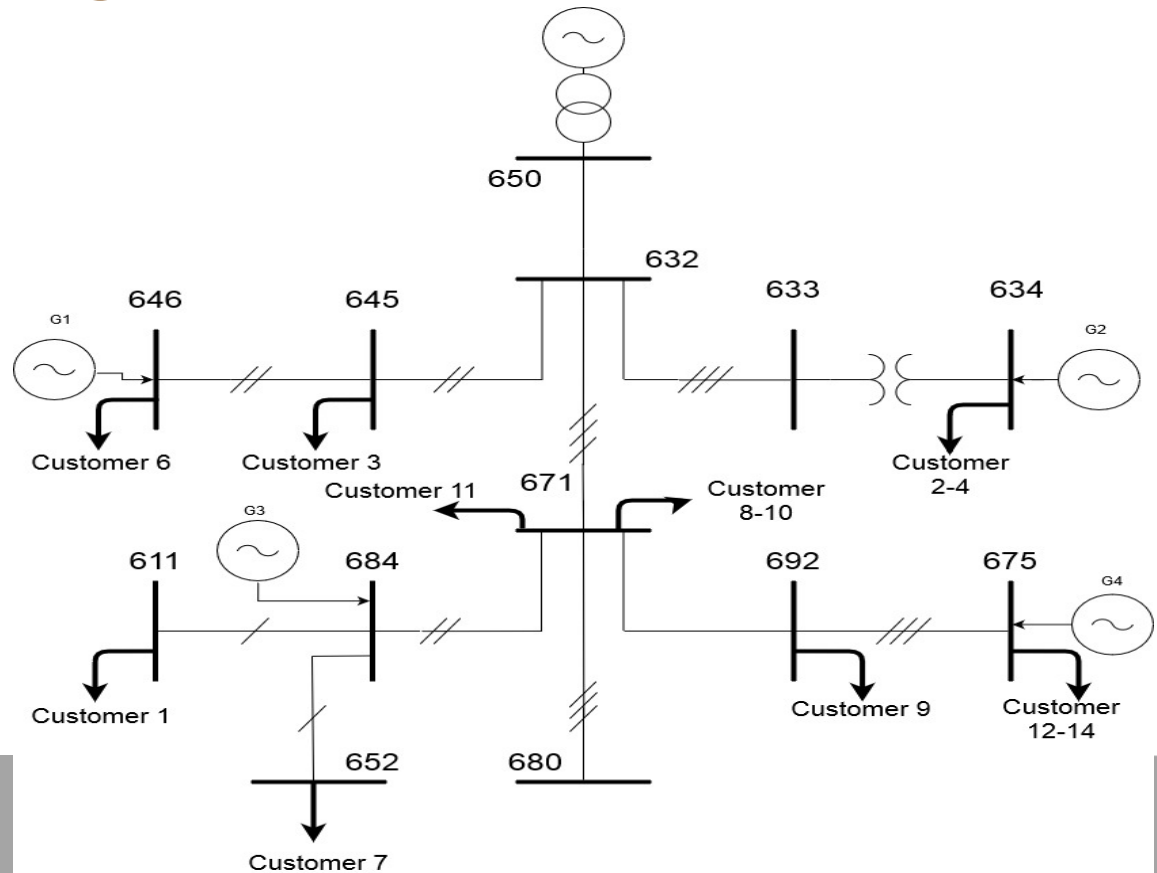 650
632
646
645
633
634
G1
G2
Customer 6
Customer 3
Customer
2-4
Customer 11
671
Customer
8-10
G3
611
684
692
675
G4
Customer 1
Customer 9
Customer
12-14
652
680
Customer 7